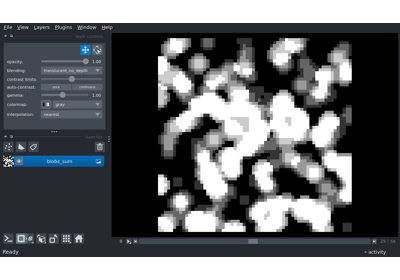 File View Layers Plugins Window Help
opacity: 1.00
blending: translucent_no_depth
contrast limits:
auto-contrast: once continuous
gamma: 1.00
colormap: gray
interpolation: nearest
blobs_sum
Ready
activity